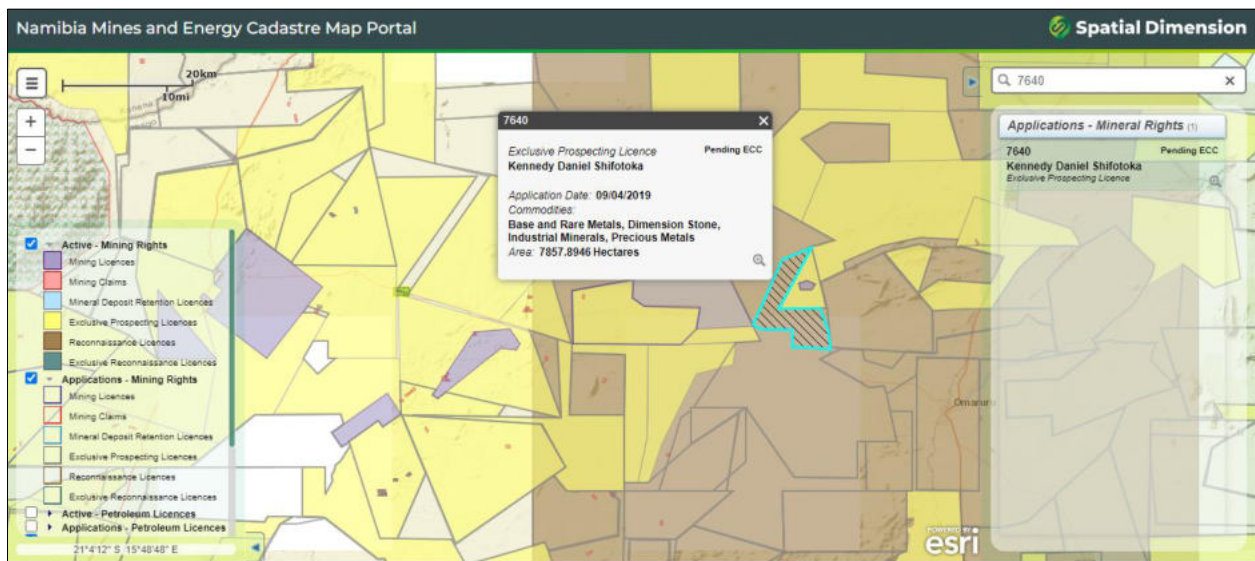 Namibia Mines and Energy Cadastre Map Portal
Spatial Dimension
20km
10mi
+
−
7640
Exclusive Prospecting Licence
Pending ECC
Kennedy Daniel Shifotoka
Application Date: 09/04/2019
Commodities:
Base and Rare Metals, Dimension Stone,
Industrial Minerals, Precious Metals
Area: 7857.8946 Hectares
7640
Applications - Mineral Rights (1)
7640
Pending ECC
Kennedy Daniel Shifotoka
Exclusive Prospecting Licence
Active - Mining Rights
Mining Licences
Mining Claims
Mineral Deposit Retention Licences
Exclusive Prospecting Licences
Reconnaissance Licences
Exclusive Reconnaissance Licences
Applications - Mining Rights
Mining Licences
Mining Claims
Mineral Deposit Retention Licences
Exclusive Prospecting Licences
Reconnaissance Licences
Exclusive Reconnaissance Licences
Active - Petroleum Licences
Applications - Petroleum Licences
21°4'12" S 15°48'48" E
Omaruru
POWERED BY
esri